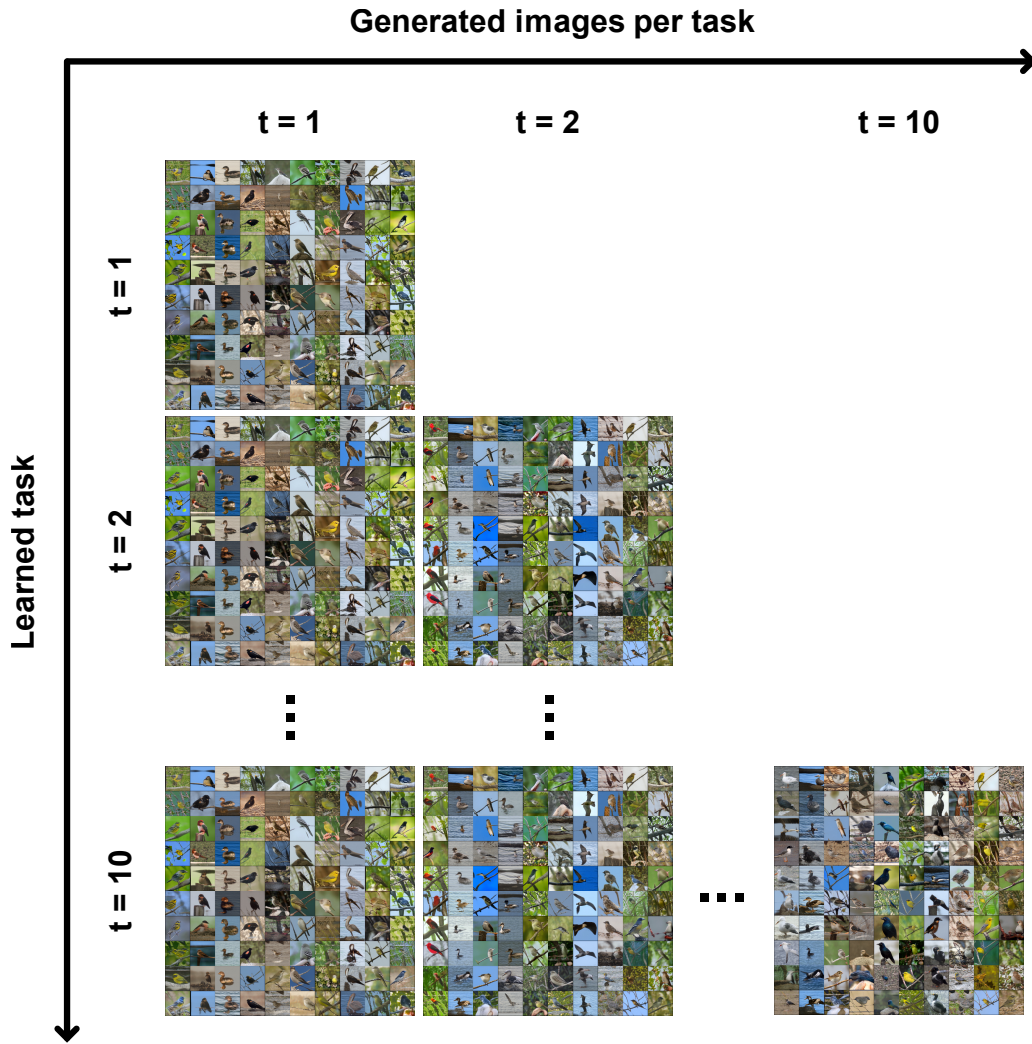 Generated images per task
t = 1
t = 2
t = 10
t = 1
t = 2
t = 10
Learned task